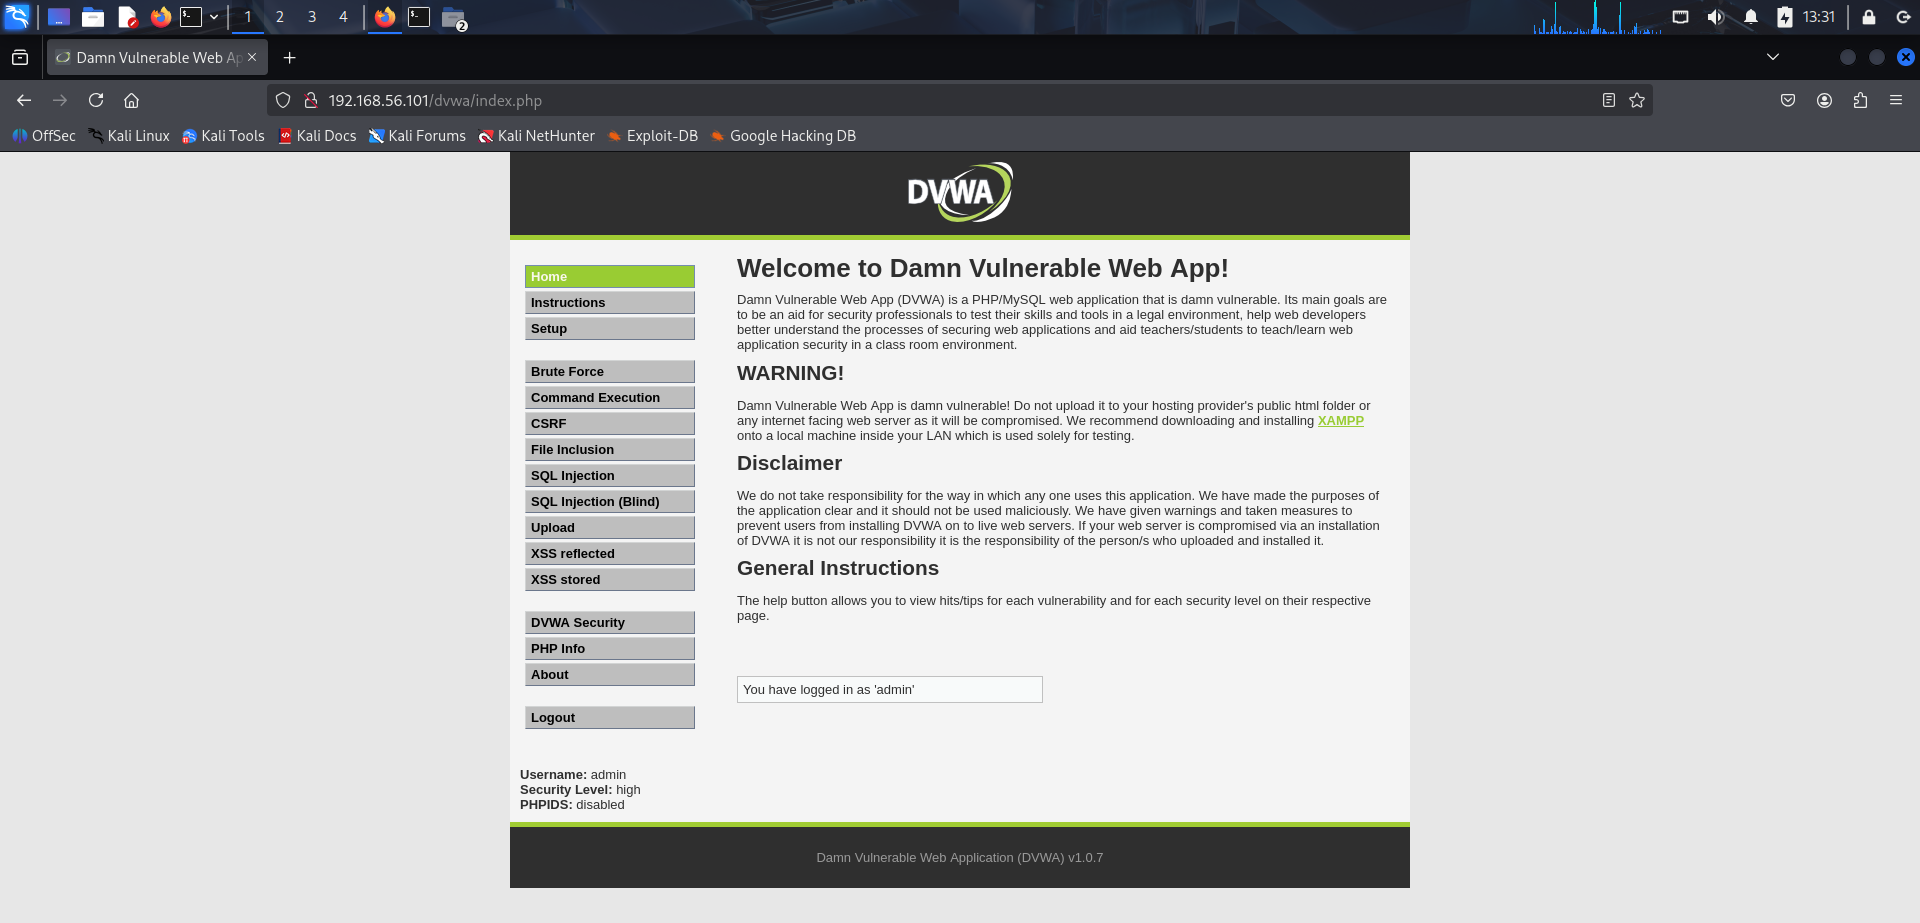 1 2 3 4 2 13:31
Damn Vulnerable Web Ap
192.168.56.101/dvwa/index.php
OffSec Kali Linux Kali Tools Kali Docs Kali Forums Kali NetHunter Exploit-DB Google Hacking DB
DVWA
Home
Instructions
Setup
Brute Force
Command Execution
CSRF
File Inclusion
SQL Injection
SQL Injection (Blind)
Upload
XSS reflected
XSS stored
DVWA Security
PHP Info
About
Logout
Username: admin
Security Level: high
PHPIDS: disabled
Welcome to Damn Vulnerable Web App!
Damn Vulnerable Web App (DVWA) is a PHP/MySQL web application that is damn vulnerable. Its main goals are
to be an aid for security professionals to test their skills and tools in a legal environment, help web developers
better understand the processes of securing web applications and aid teachers/students to teach/learn web
application security in a class room environment.
WARNING!
Damn Vulnerable Web App is damn vulnerable! Do not upload it to your hosting provider's public html folder or
any internet facing web server as it will be compromised. We recommend downloading and installing XAMPP
onto a local machine inside your LAN which is used solely for testing.
Disclaimer
We do not take responsibility for the way in which any one uses this application. We have made the purposes of
the application clear and it should not be used maliciously. We have given warnings and taken measures to
prevent users from installing DVWA on to live web servers. If your web server is compromised via an installation
of DVWA it is not our responsibility it is the responsibility of the person/s who uploaded and installed it.
General Instructions
The help button allows you to view hits/tips for each vulnerability and for each security level on their respective
page.
You have logged in as 'admin'
Damn Vulnerable Web Application (DVWA) v1.0.7